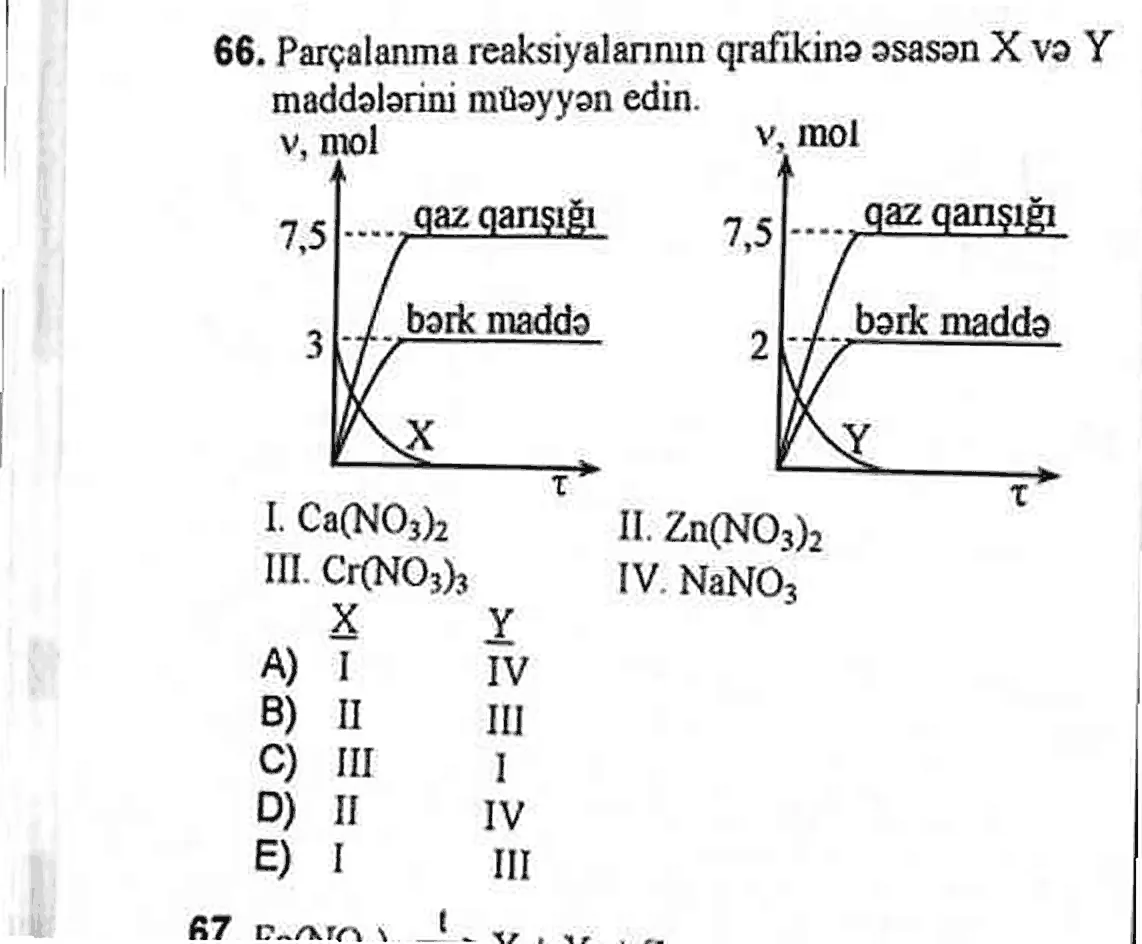 66. Parçalanma reaksiyalarının qrafikinə əsasən X və Y
maddələrini müəyyən edin.
ν, mol
7,5
qaz qarışığı
3
bərk maddə
X
τ
ν, mol
7,5
qaz qarışığı
2
bərk maddə
Y
τ
I. Ca(NO₃)₂ II. Zn(NO₃)₂
III. Cr(NO₃)₃ IV. NaNO₃
X Y
A) I IV
B) II III
C) III I
D) II IV
E) I III
67